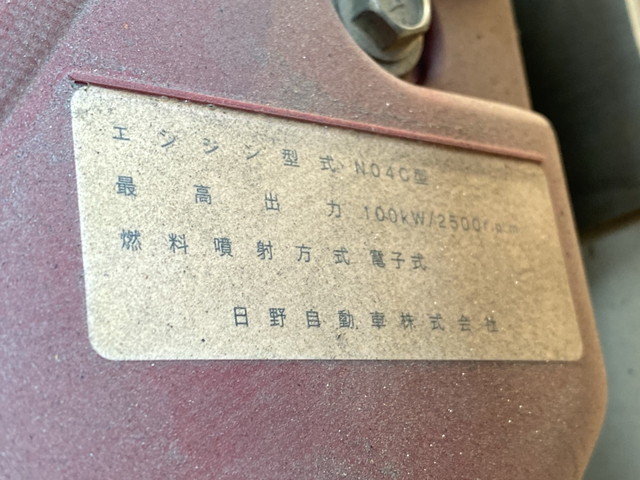 エンジン型式 N04C型
最高出力 100kW/2500r.p.m
燃料噴射方式 電子式
日野自動車株式会社